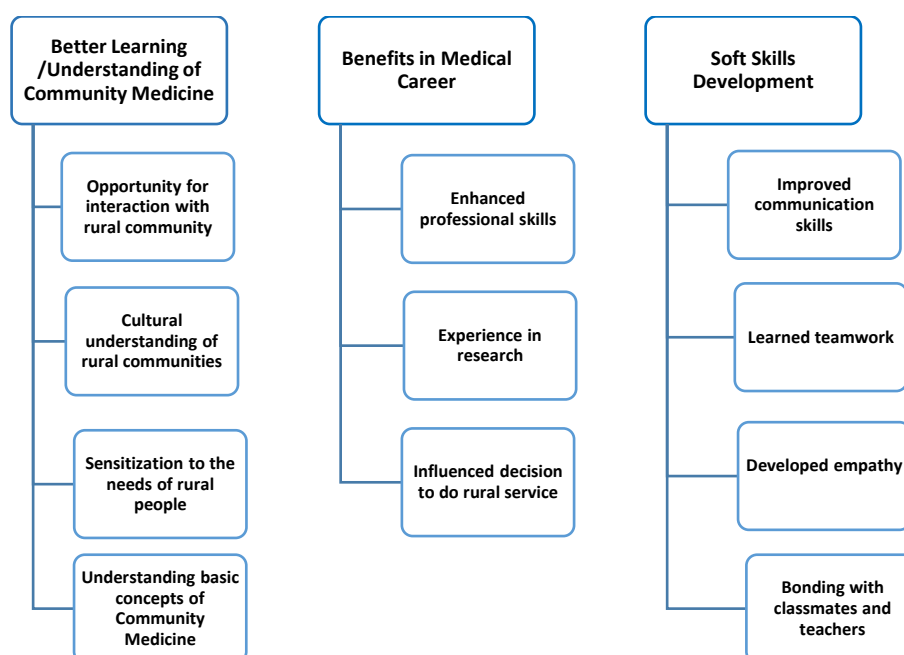 Better Learning
/Understanding of
Community Medicine
Opportunity for
interaction with
rural community
Cultural
understanding of
rural communities
Sensitization to the
needs of rural
people
Understanding basic
concepts of
Community
Medicine
Benefits in Medical
Career
Enhanced
professional skills
Experience in
research
Influenced decision
to do rural service
Soft Skills
Development
Improved
communication
skills
Learned teamwork
Developed empathy
Bonding with
classmates and
teachers